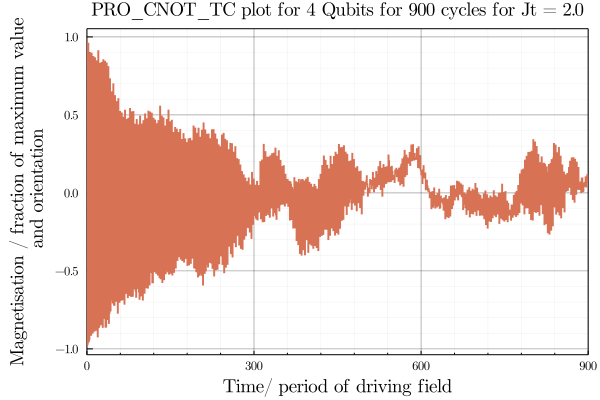 PRO_CNOT_TC plot for 4 Qubits for 900 cycles for Jt = 2.0
Magnetisation / fraction of maximum value
and orientation
1.0
0.5
0.0
−0.5
−1.0
0
300
600
900
Time/ period of driving field